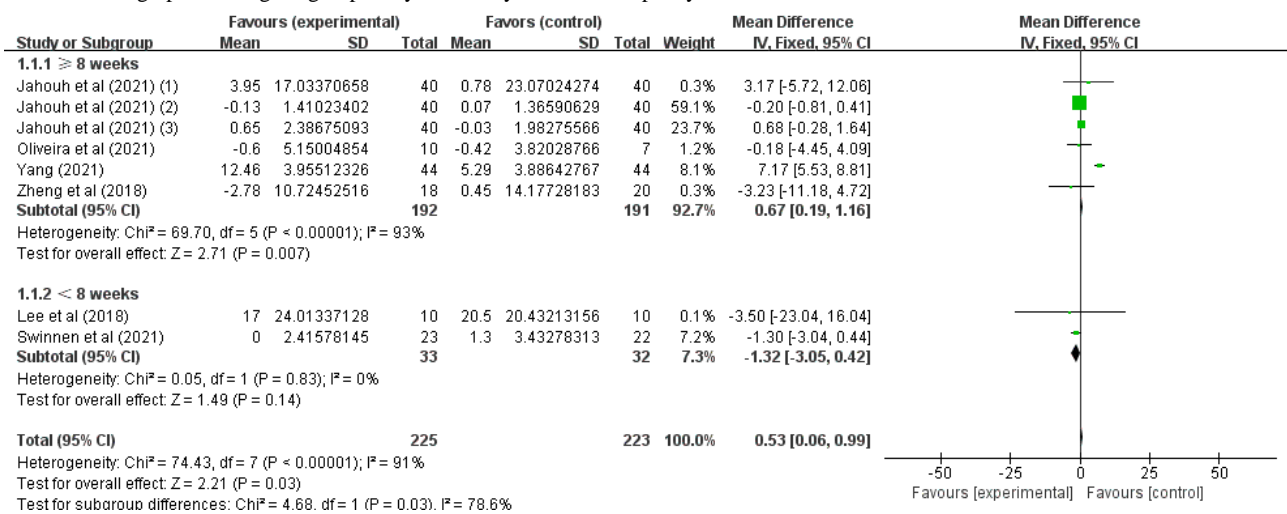 Favours (experimental) Favors (control) Mean Difference Mean Difference
Study or Subgroup Mean SD Total Mean SD Total Weight IV, Fixed, 95% CI IV, Fixed, 95% CI
1.1.1 ⩾ 8 weeks
Jahouh et al (2021) (1) 3.95 17.03370658 40 0.78 23.07024274 40 0.3% 3.17 [-5.72, 12.06]
Jahouh et al (2021) (2) -0.13 1.41023402 40 0.07 1.36590629 40 59.1% -0.20 [-0.81, 0.41]
Jahouh et al (2021) (3) 0.65 2.38675093 40 -0.03 1.98275566 40 23.7% 0.68 [-0.28, 1.64]
Oliveira et al (2021) -0.6 5.15004854 10 -0.42 3.82028766 7 1.2% -0.18 [-4.45, 4.09]
Yang (2021) 12.46 3.95512326 44 5.29 3.88642767 44 8.1% 7.17 [5.53, 8.81]
Zheng et al (2018) -2.78 10.72452516 18 0.45 14.17728183 20 0.3% -3.23 [-11.18, 4.72]
Subtotal (95% CI) 192 191 92.7% 0.67 [0.19, 1.16]
Heterogeneity: Chi² = 69.70, df = 5 (P < 0.00001); I² = 93%
Test for overall effect: Z = 2.71 (P = 0.007)
1.1.2 < 8 weeks
Lee et al (2018) 17 24.01337128 10 20.5 20.43213156 10 0.1% -3.50 [-23.04, 16.04]
Swinnen et al (2021) 0 2.41578145 23 1.3 3.43278313 22 7.2% -1.30 [-3.04, 0.44]
Subtotal (95% CI) 33 32 7.3% -1.32 [-3.05, 0.42]
Heterogeneity: Chi² = 0.05, df = 1 (P = 0.83); I² = 0%
Test for overall effect: Z = 1.49 (P = 0.14)
Total (95% CI) 225 223 100.0% 0.53 [0.06, 0.99]
Heterogeneity: Chi² = 74.43, df = 7 (P < 0.00001); I² = 91%
Test for overall effect: Z = 2.21 (P = 0.03)
Test for subgroup differences: Chi² = 4.68, df = 1 (P = 0.03), I² = 78.6%
-50 -25 0 25 50
Favours [experimental] Favours [control]